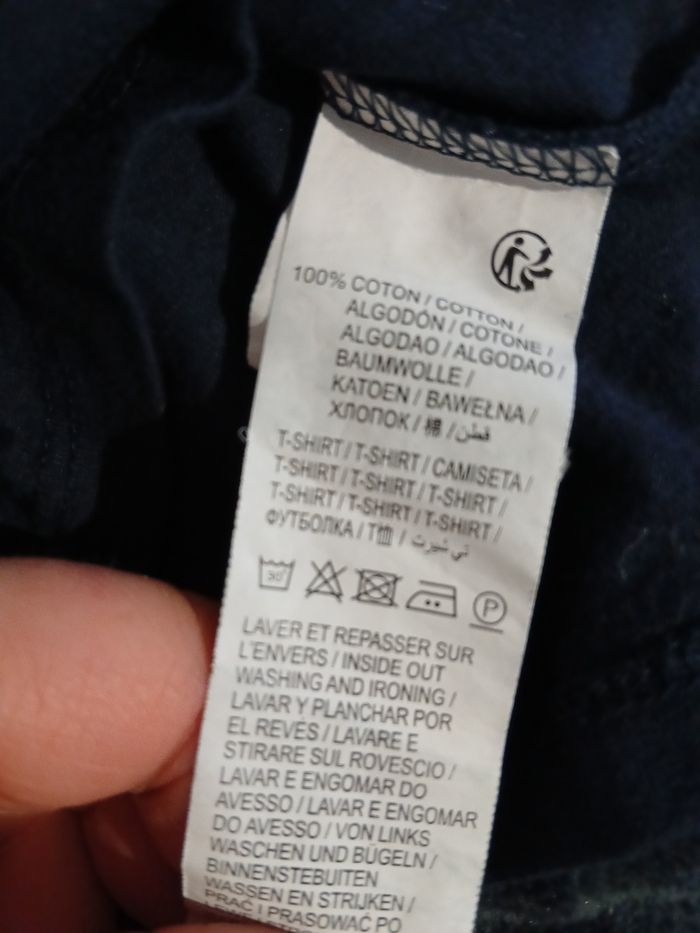 100% COTON / COTTON /
ALGODÓN / COTONE /
ALGODAO / ALGODAO /
BAUMWOLLE /
KATOEN / BAWEŁNA /
ХЛОПОК / 棉 / قطن
T-SHIRT / T-SHIRT / CAMISETA /
T-SHIRT / T-SHIRT / T-SHIRT /
T-SHIRT / T-SHIRT / T-SHIRT /
ФУТБОЛКА / T恤 / تي شيرت
30° P
LAVER ET REPASSER SUR
L'ENVERS / INSIDE OUT
WASHING AND IRONING /
LAVAR Y PLANCHAR POR
EL REVÉS / LAVARE E
STIRARE SUL ROVESCIO /
LAVAR E ENGOMAR DO
AVESSO / LAVAR E ENGOMAR
DO AVESSO / VON LINKS
WASCHEN UND BÜGELN /
BINNENSTEBUITEN
WASSEN EN STRIJKEN /
PRAĆ I PRASOWAĆ PO